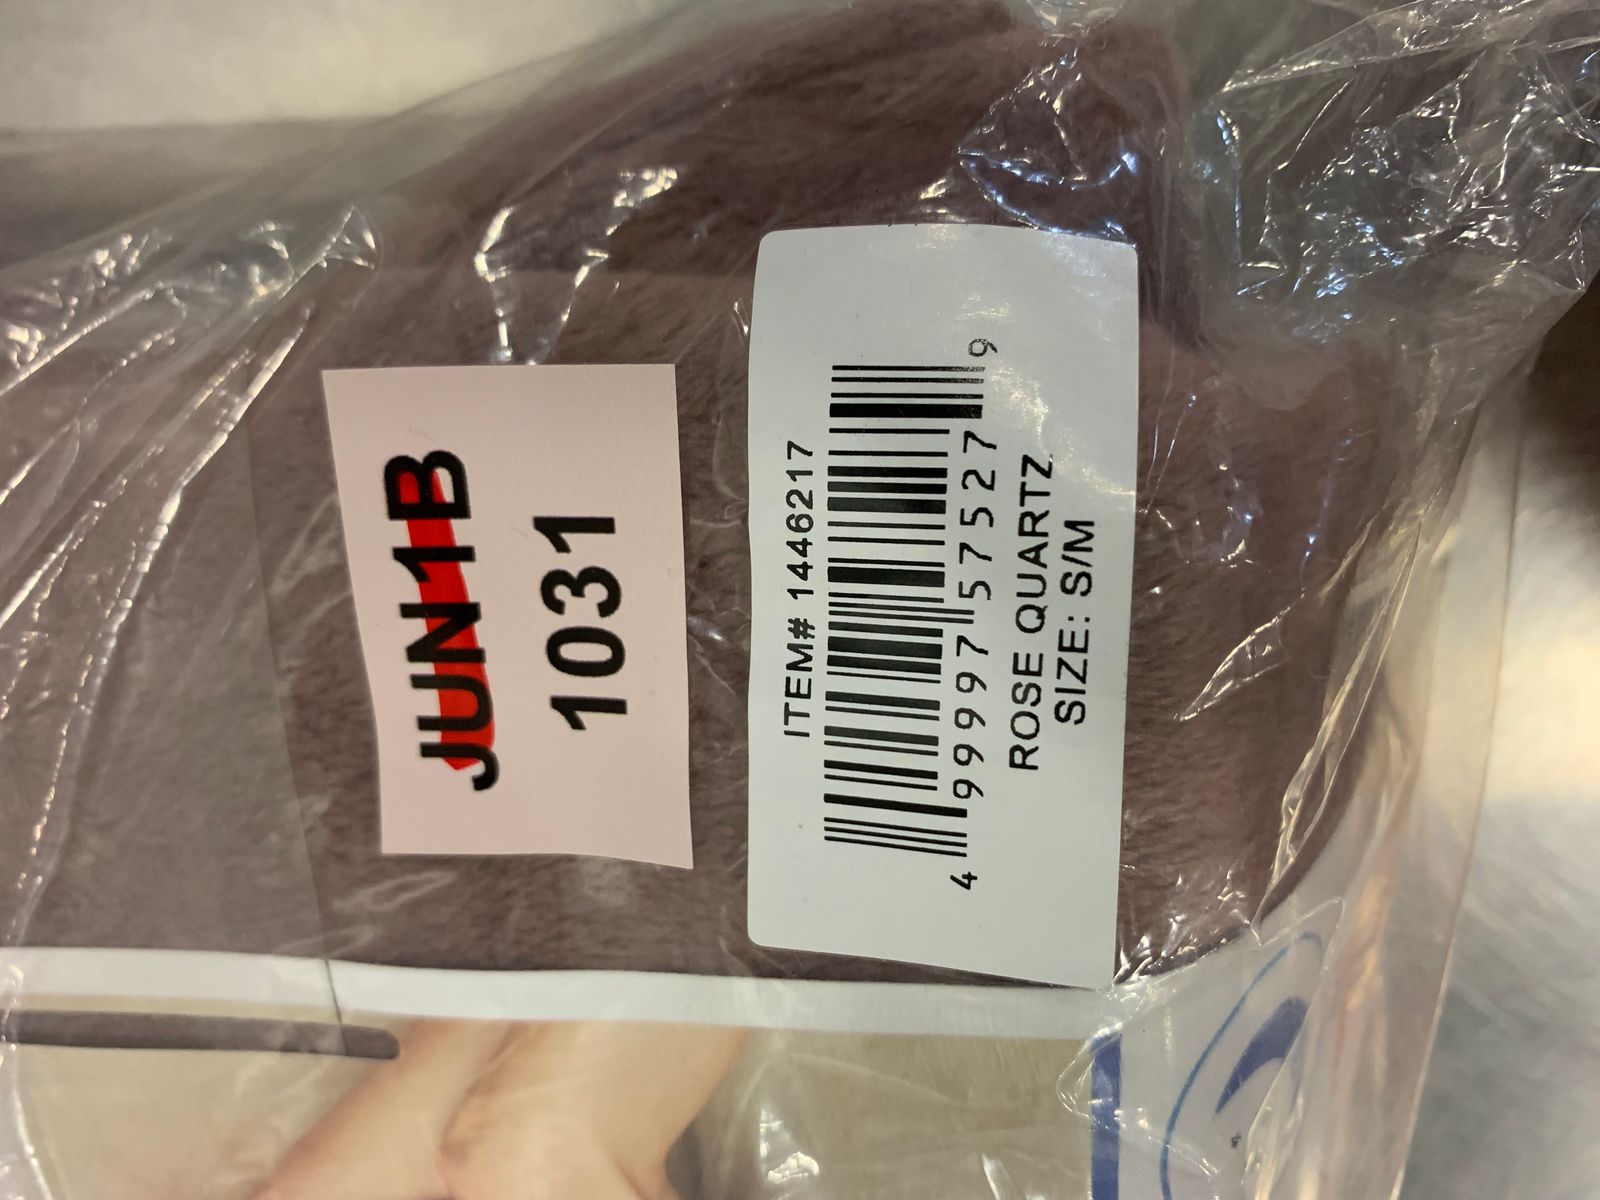 JUN1B
1031
ITEM# 1446217
4 99997 57527 9
ROSE QUARTZ
SIZE: S/M